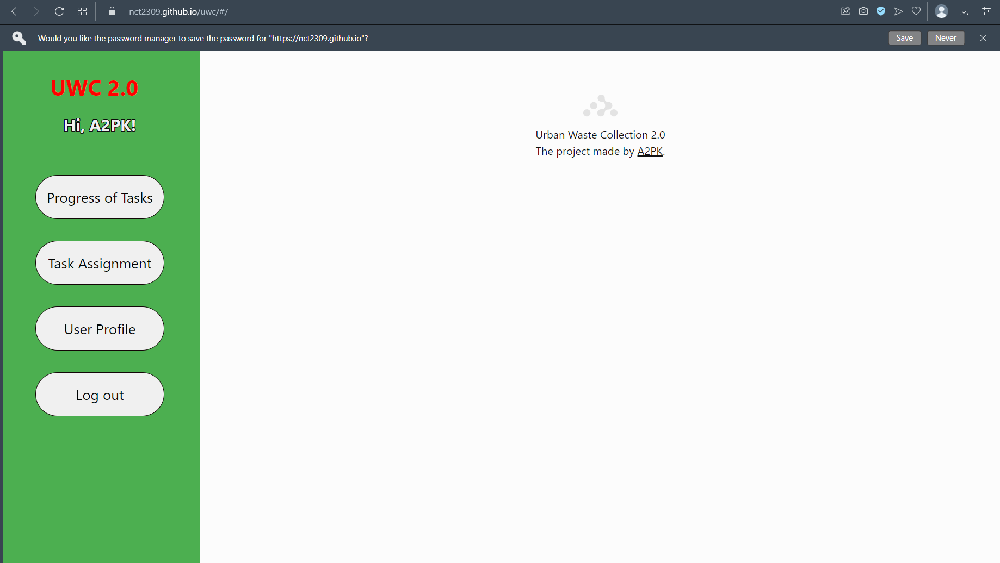 nct2309.github.io/uwc/#/
Would you like the password manager to save the password for "https://nct2309.github.io"?
Save
Never
UWC 2.0
Hi, A2PK!
Progress of Tasks
Task Assignment
User Profile
Log out
Urban Waste Collection 2.0
The project made by A2PK.